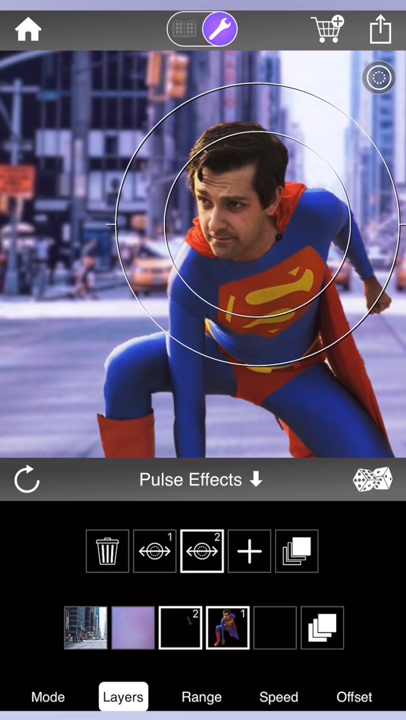 Pulse Effects
1
2
2
1
Mode
Layers
Range
Speed
Offset